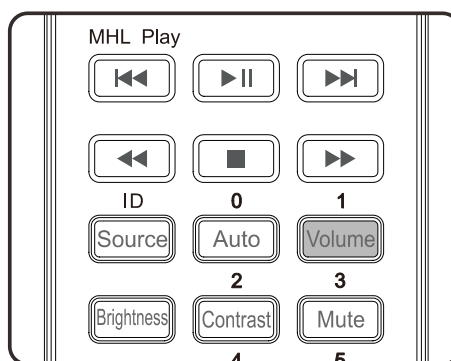 MHL Play
ID 0 1
Source Auto Volume
2 3
Brightness Contrast Mute
4 5